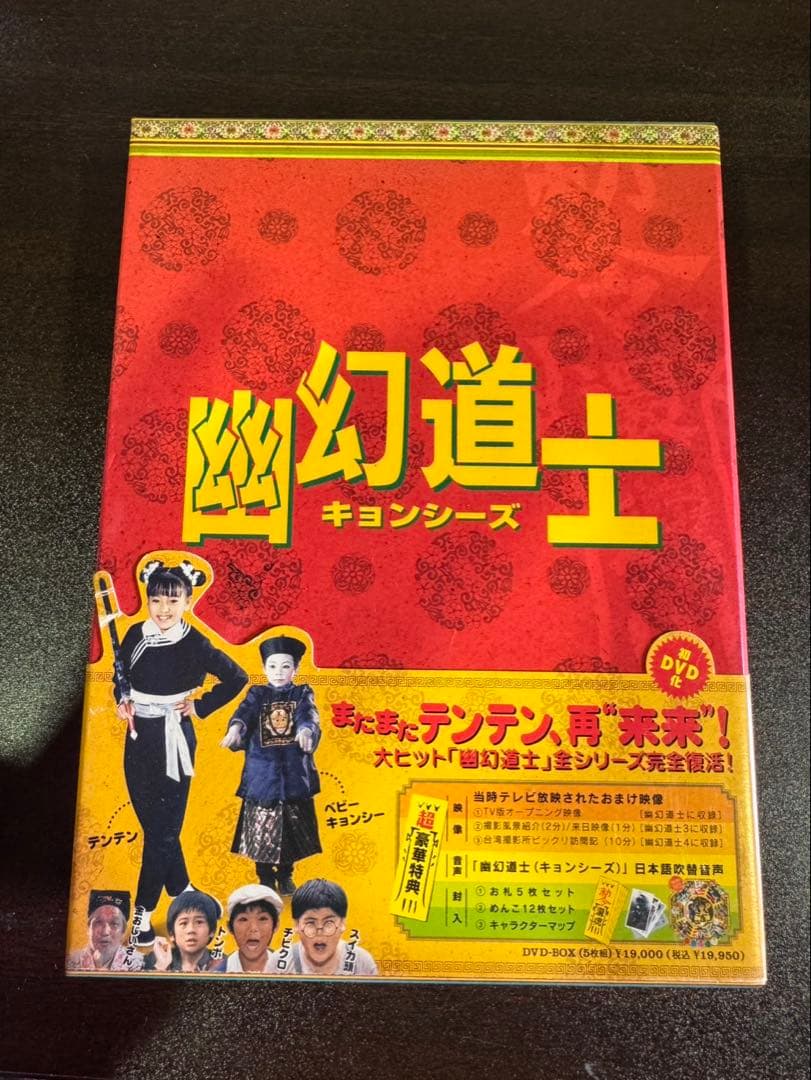 幽幻道士
キョンシーズ
初
DVD
化
またまたテンテン、再“来来”!
大ヒット「幽幻道士」全シリーズ完全復活!
テンテン
ベビー
キョンシー
金おじいさん
トンボ
チビクロ
スイカ頭
超
豪華特典
映像
当時テレビ放映されたおまけ映像
①TV版オープニング映像 [幽幻道士に収録]
②撮影風景紹介(2分)/来日映像(1分) [幽幻道士3に収録]
③台湾撮影所ビックリ訪問記 (10分) [幽幻道士4に収録]
音声
「幽幻道士(キョンシーズ)」日本語吹替音声
封入
①お札5枚セット
②めんこ12枚セット
③キャラクターマップ
DVD-BOX (5枚組) ¥19,000 (税込 ¥19,950)